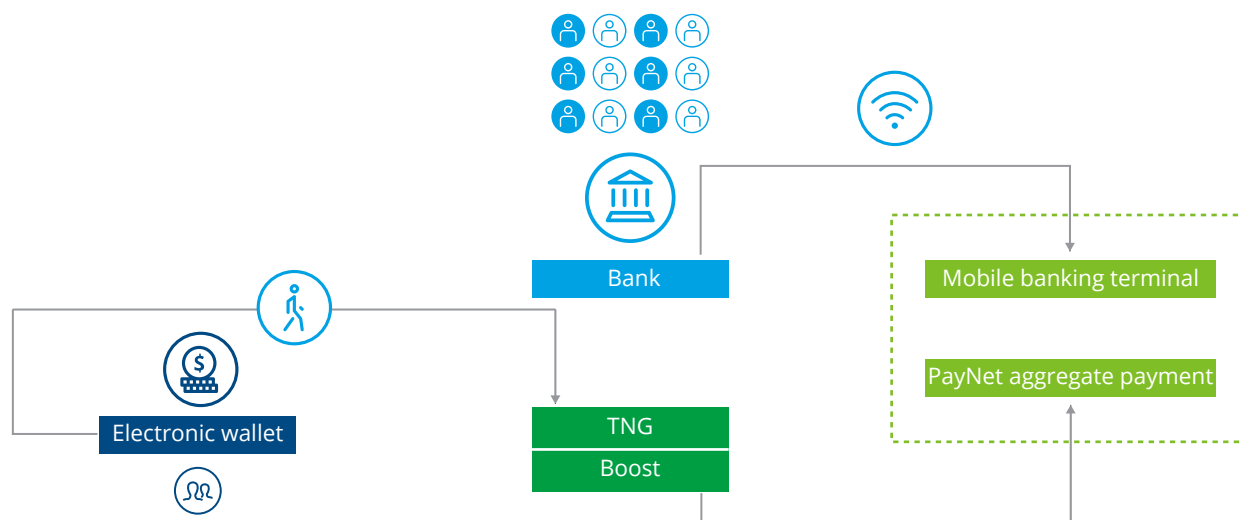 Bank
Mobile banking terminal
PayNet aggregate payment
$
Electronic wallet
TNG
Boost